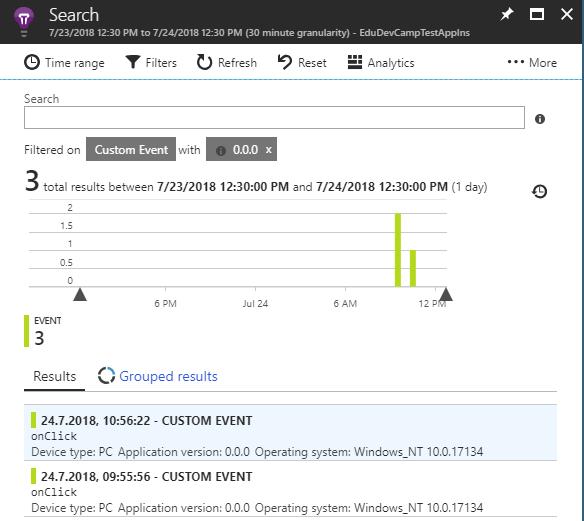 Search
7/23/2018 12:30 PM to 7/24/2018 12:30 PM (30 minute granularity) - EduDevCampTestAppIns
Time range Filters Refresh Reset Analytics ••• More
Search
Filtered on Custom Event with 0.0.0 x
3 total results between 7/23/2018 12:30:00 PM and 7/24/2018 12:30:00 PM (1 day)
2
1.5
1
0.5
0
6 PM Jul 24 6 AM 12 PM
EVENT
3
Results Grouped results
24.7.2018, 10:56:22 - CUSTOM EVENT
onClick
Device type: PC Application version: 0.0.0 Operating system: Windows_NT 10.0.17134
24.7.2018, 09:55:56 - CUSTOM EVENT
onClick
Device type: PC Application version: 0.0.0 Operating system: Windows_NT 10.0.17134